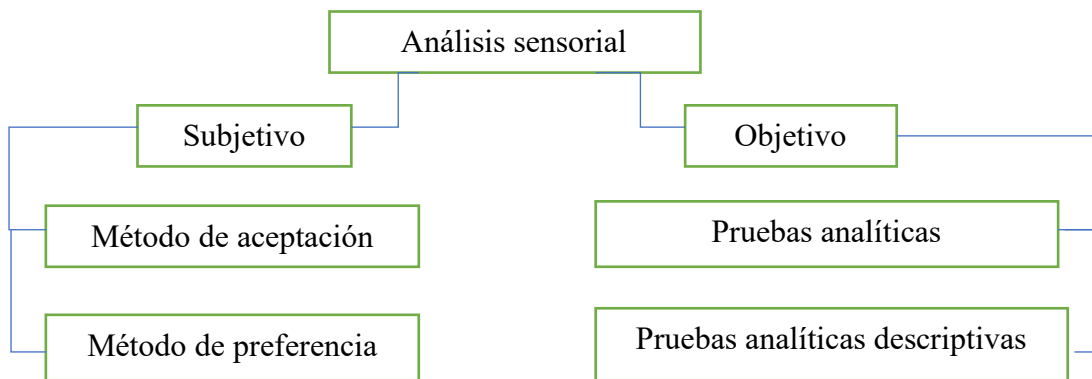 Análisis sensorial
Subjetivo
Objetivo
Método de aceptación
Pruebas analíticas
Método de preferencia
Pruebas analíticas descriptivas